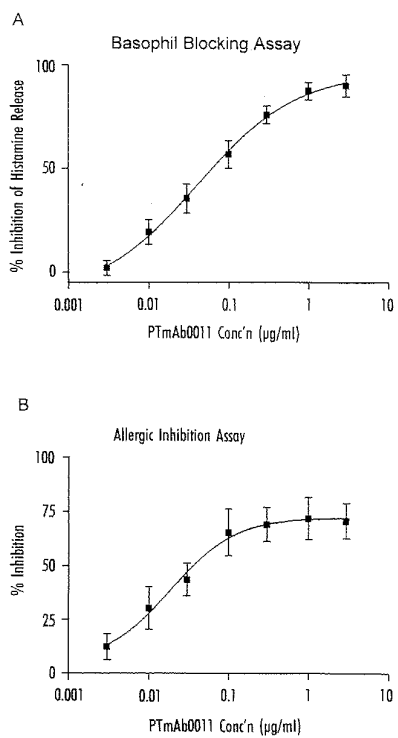 A
Basophil Blocking Assay
% Inhibition of Histamine Release
100
50
0
0.001 0.01 0.1 1 10
PTmAb0011 Conc'n (µg/ml)
B
Allergic Inhibition Assay
% Inhibition
100
75
50
25
0
0.001 0.01 0.1 1 10
PTmAb0011 Conc'n (µg/ml)